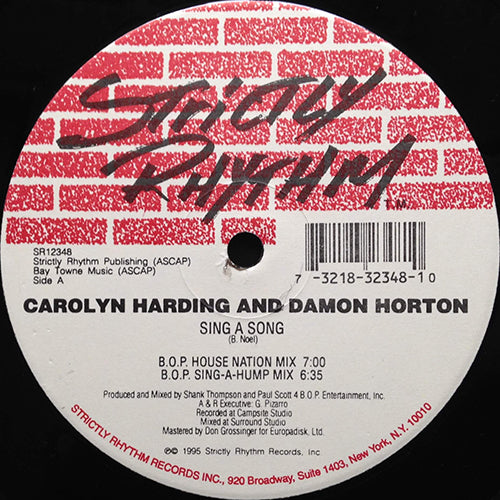 STRICTLY
RHYTHM
T.M.
SR12348
Strictly Rhythm Publishing (ASCAP)
Bay Towne Music (ASCAP)
Side A
7 -3218-32348-1 0
CAROLYN HARDING AND DAMON HORTON
SING A SONG
(B. Noel)
B.O.P. HOUSE NATION MIX 7:00
B.O.P. SING-A-HUMP MIX 6:35
Produced and Mixed by Shank Thompson and Paul Scott 4 B.O.P. Entertainment, Inc.
A & R Executive: G. Pizarro
Recorded at Campsite Studio
Mixed at Surround Studio
Mastered by Don Grossinger for Europadisk, Ltd.
℗© 1995 Strictly Rhythm Records, Inc.
STRICTLY RHYTHM RECORDS INC., 920 Broadway, Suite 1403, New York, N.Y. 10010